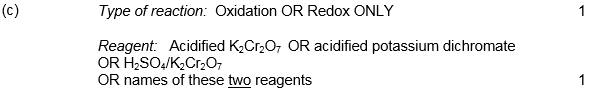 (c) Type of reaction: Oxidation OR Redox ONLY 1
Reagent: Acidified K₂Cr₂O₇ OR acidified potassium dichromate
OR H₂SO₄/K₂Cr₂O₇
OR names of these two reagents 1